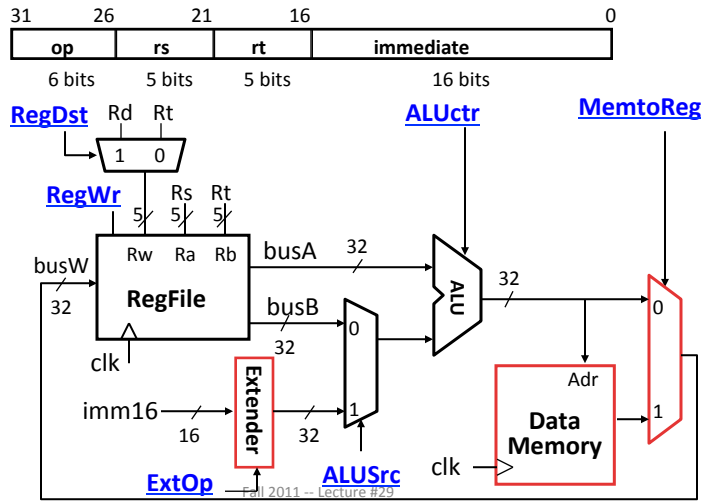 31 26 21 16 0
op rs rt immediate
6 bits 5 bits 5 bits 16 bits
RegDst Rd Rt ALUctr MemtoReg
1 0
RegWr Rs Rt
5 5 5
Rw Ra Rb
busW busA 32
32
RegFile
ALU
32
busB
0
0
32
clk
Adr
imm16
16
Extender
32
1
1
Data
Memory
clk
ExtOp
ALUSrc
Fall 2011 -- Lecture #29